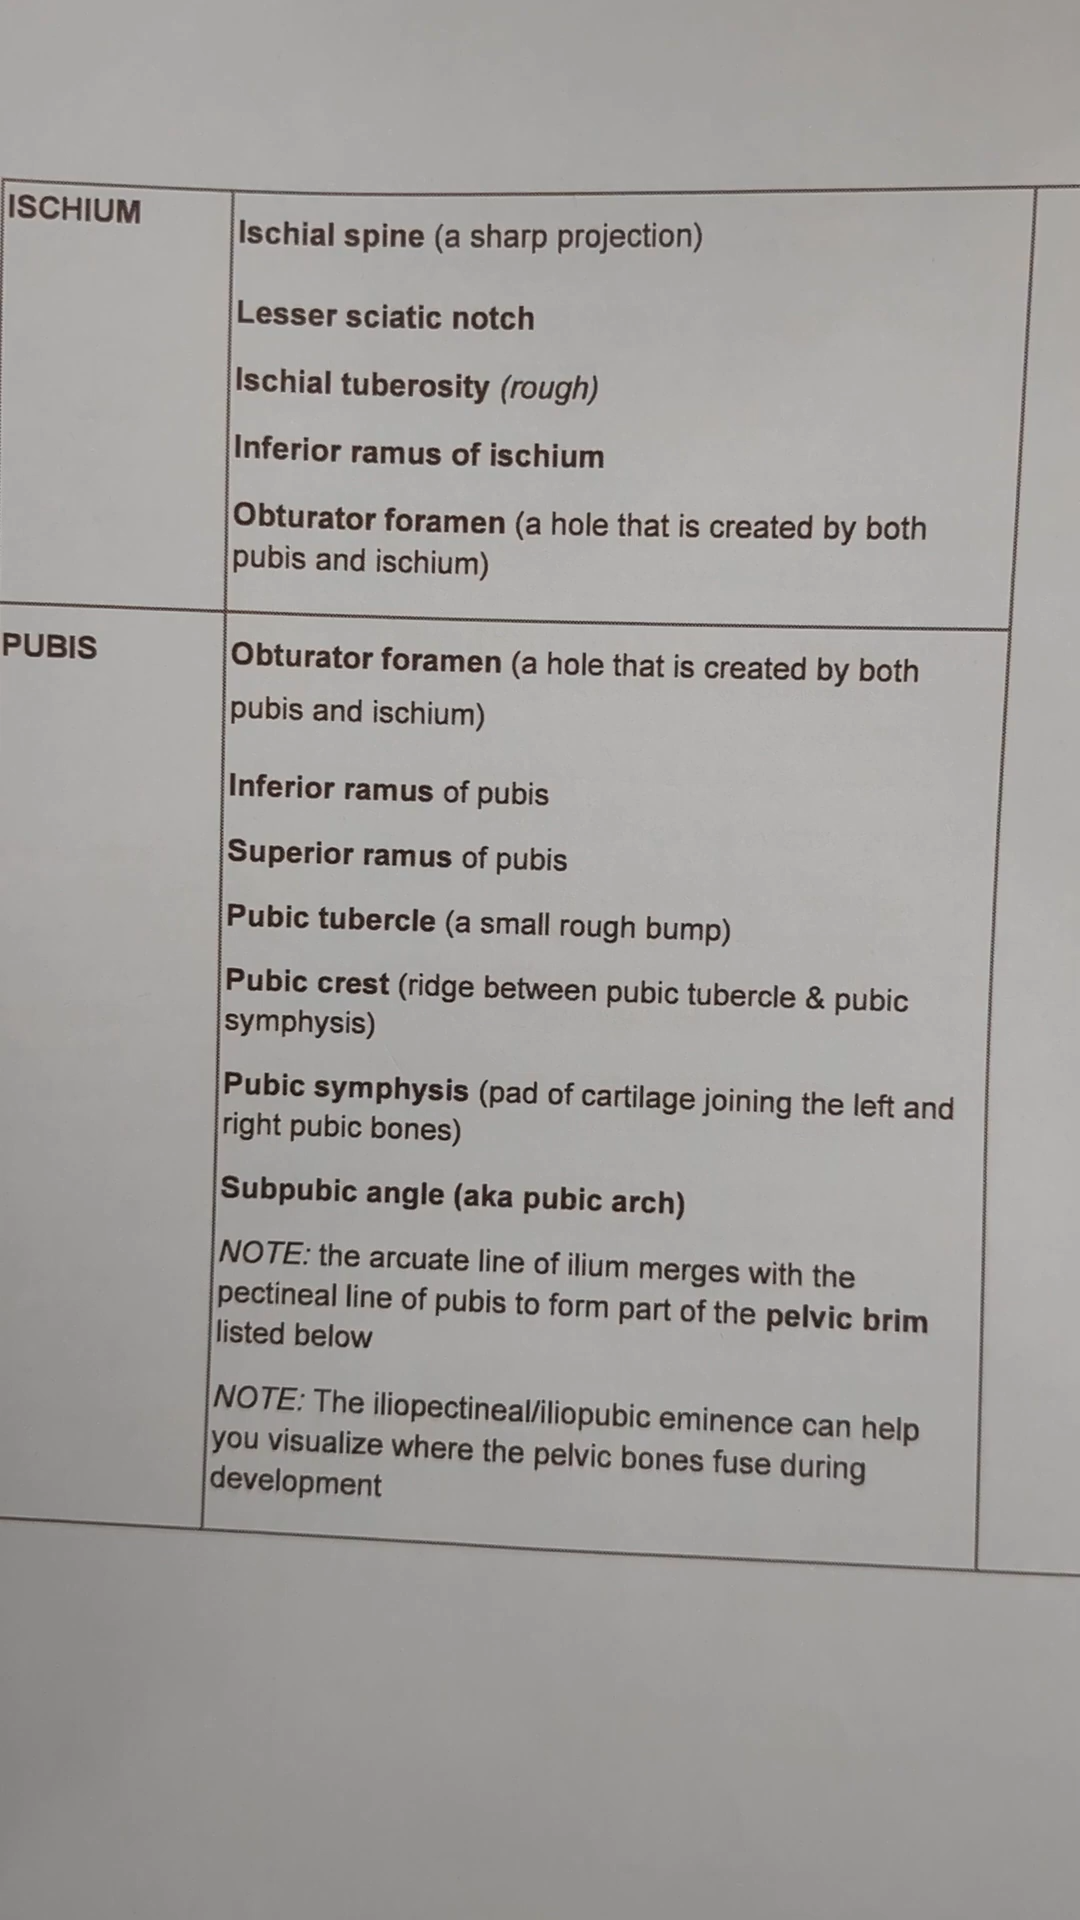 ISCHIUM
Ischial spine (a sharp projection)
Lesser sciatic notch
Ischial tuberosity (rough)
Inferior ramus of ischium
Obturator foramen (a hole that is created by both
pubis and ischium)
PUBIS
Obturator foramen (a hole that is created by both
pubis and ischium)
Inferior ramus of pubis
Superior ramus of pubis
Pubic tubercle (a small rough bump)
Pubic crest (ridge between pubic tubercle & pubic
symphysis)
Pubic symphysis (pad of cartilage joining the left and
right pubic bones)
Subpubic angle (aka pubic arch)
NOTE: the arcuate line of ilium merges with the
pectineal line of pubis to form part of the pelvic brim
listed below
NOTE: The iliopectineal/iliopubic eminence can help
you visualize where the pelvic bones fuse during
development